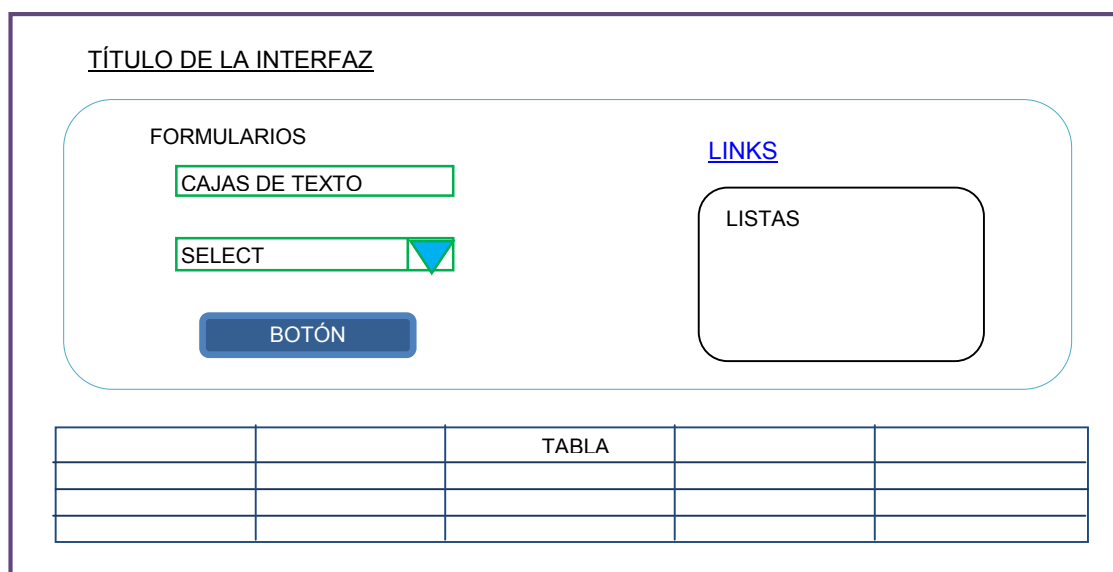 TÍTULO DE LA INTERFAZ
FORMULARIOS
CAJAS DE TEXTO
SELECT
BOTÓN
LINKS
LISTAS
TABLA